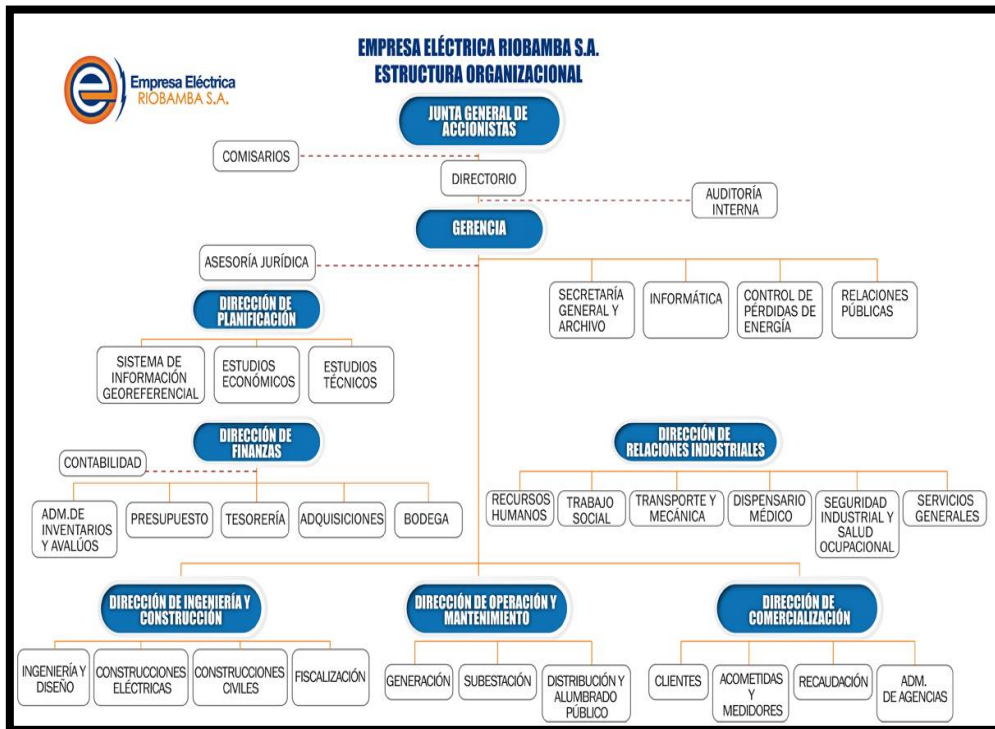 EMPRESA ELÉCTRICA RIOBAMBA S.A.
ESTRUCTURA ORGANIZACIONAL
Empresa Eléctrica
RIOBAMBA S.A.
JUNTA GENERAL DE
ACCIONISTAS
COMISARIOS
DIRECTORIO
AUDITORÍA
INTERNA
GERENCIA
ASESORÍA JURÍDICA
SECRETARÍA
GENERAL Y
ARCHIVO
INFORMÁTICA
CONTROL DE
PÉRDIDAS DE
ENERGÍA
RELACIONES
PÚBLICAS
DIRECCIÓN DE
PLANIFICACIÓN
SISTEMA DE
INFORMACIÓN
GEOREFERENCIAL
ESTUDIOS
ECONÓMICOS
ESTUDIOS
TÉCNICOS
DIRECCIÓN DE
FINANZAS
CONTABILIDAD
ADM.DE
INVENTARIOS
Y AVALÚOS
PRESUPUESTO
TESORERÍA
ADQUISICIONES
BODEGA
DIRECCIÓN DE
RELACIONES INDUSTRIALES
RECURSOS
HUMANOS
TRABAJO
SOCIAL
TRANSPORTE Y
MECÁNICA
DISPENSARIO
MÉDICO
SEGURIDAD
INDUSTRIAL Y
SALUD
OCUPACIONAL
SERVICIOS
GENERALES
DIRECCIÓN DE INGENIERÍA Y
CONSTRUCCIÓN
INGENIERÍA Y
DISEÑO
CONSTRUCCIONES
ELÉCTRICAS
CONSTRUCCIONES
CIVILES
FISCALIZACIÓN
DIRECCIÓN DE OPERACIÓN Y
MANTENIMIENTO
GENERACIÓN
SUBESTACIÓN
DISTRIBUCIÓN Y
ALUMBRADO
PÚBLICO
DIRECCIÓN DE
COMERCIALIZACIÓN
CLIENTES
ACOMETIDAS
Y
MEDIDORES
RECAUDACIÓN
ADM.
DE AGENCIAS